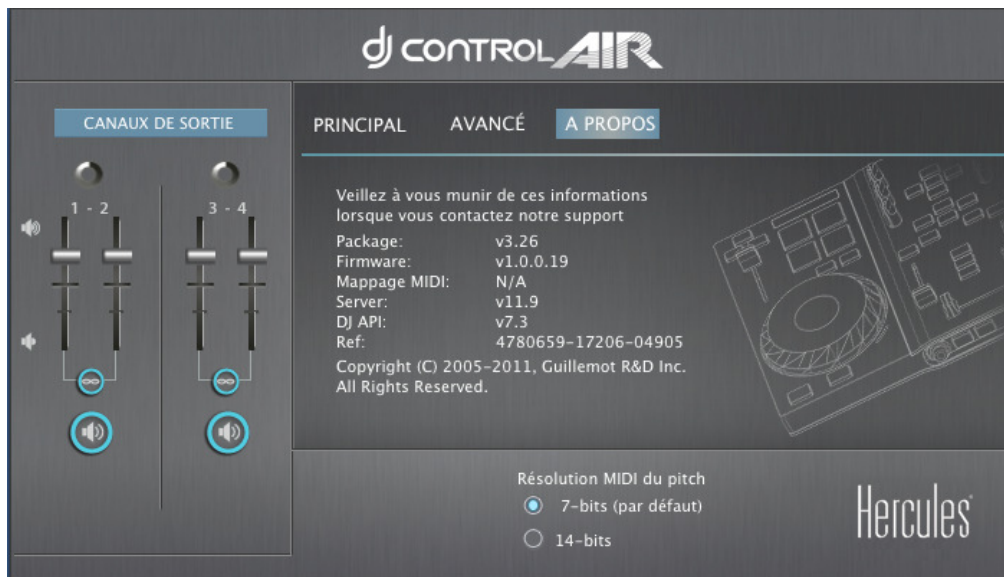 dj CONTROL AIR
CANAUX DE SORTIE
1 - 2
3 - 4
PRINCIPAL AVANCÉ A PROPOS
Veillez à vous munir de ces informations
lorsque vous contactez notre support
Package: v3.26
Firmware: v1.0.0.19
Mappage MIDI: N/A
Server: v11.9
DJ API: v7.3
Ref: 4780659-17206-04905
Copyright (C) 2005-2011, Guillemot R&D Inc.
All Rights Reserved.
Résolution MIDI du pitch
7-bits (par défaut)
14-bits
Hercules